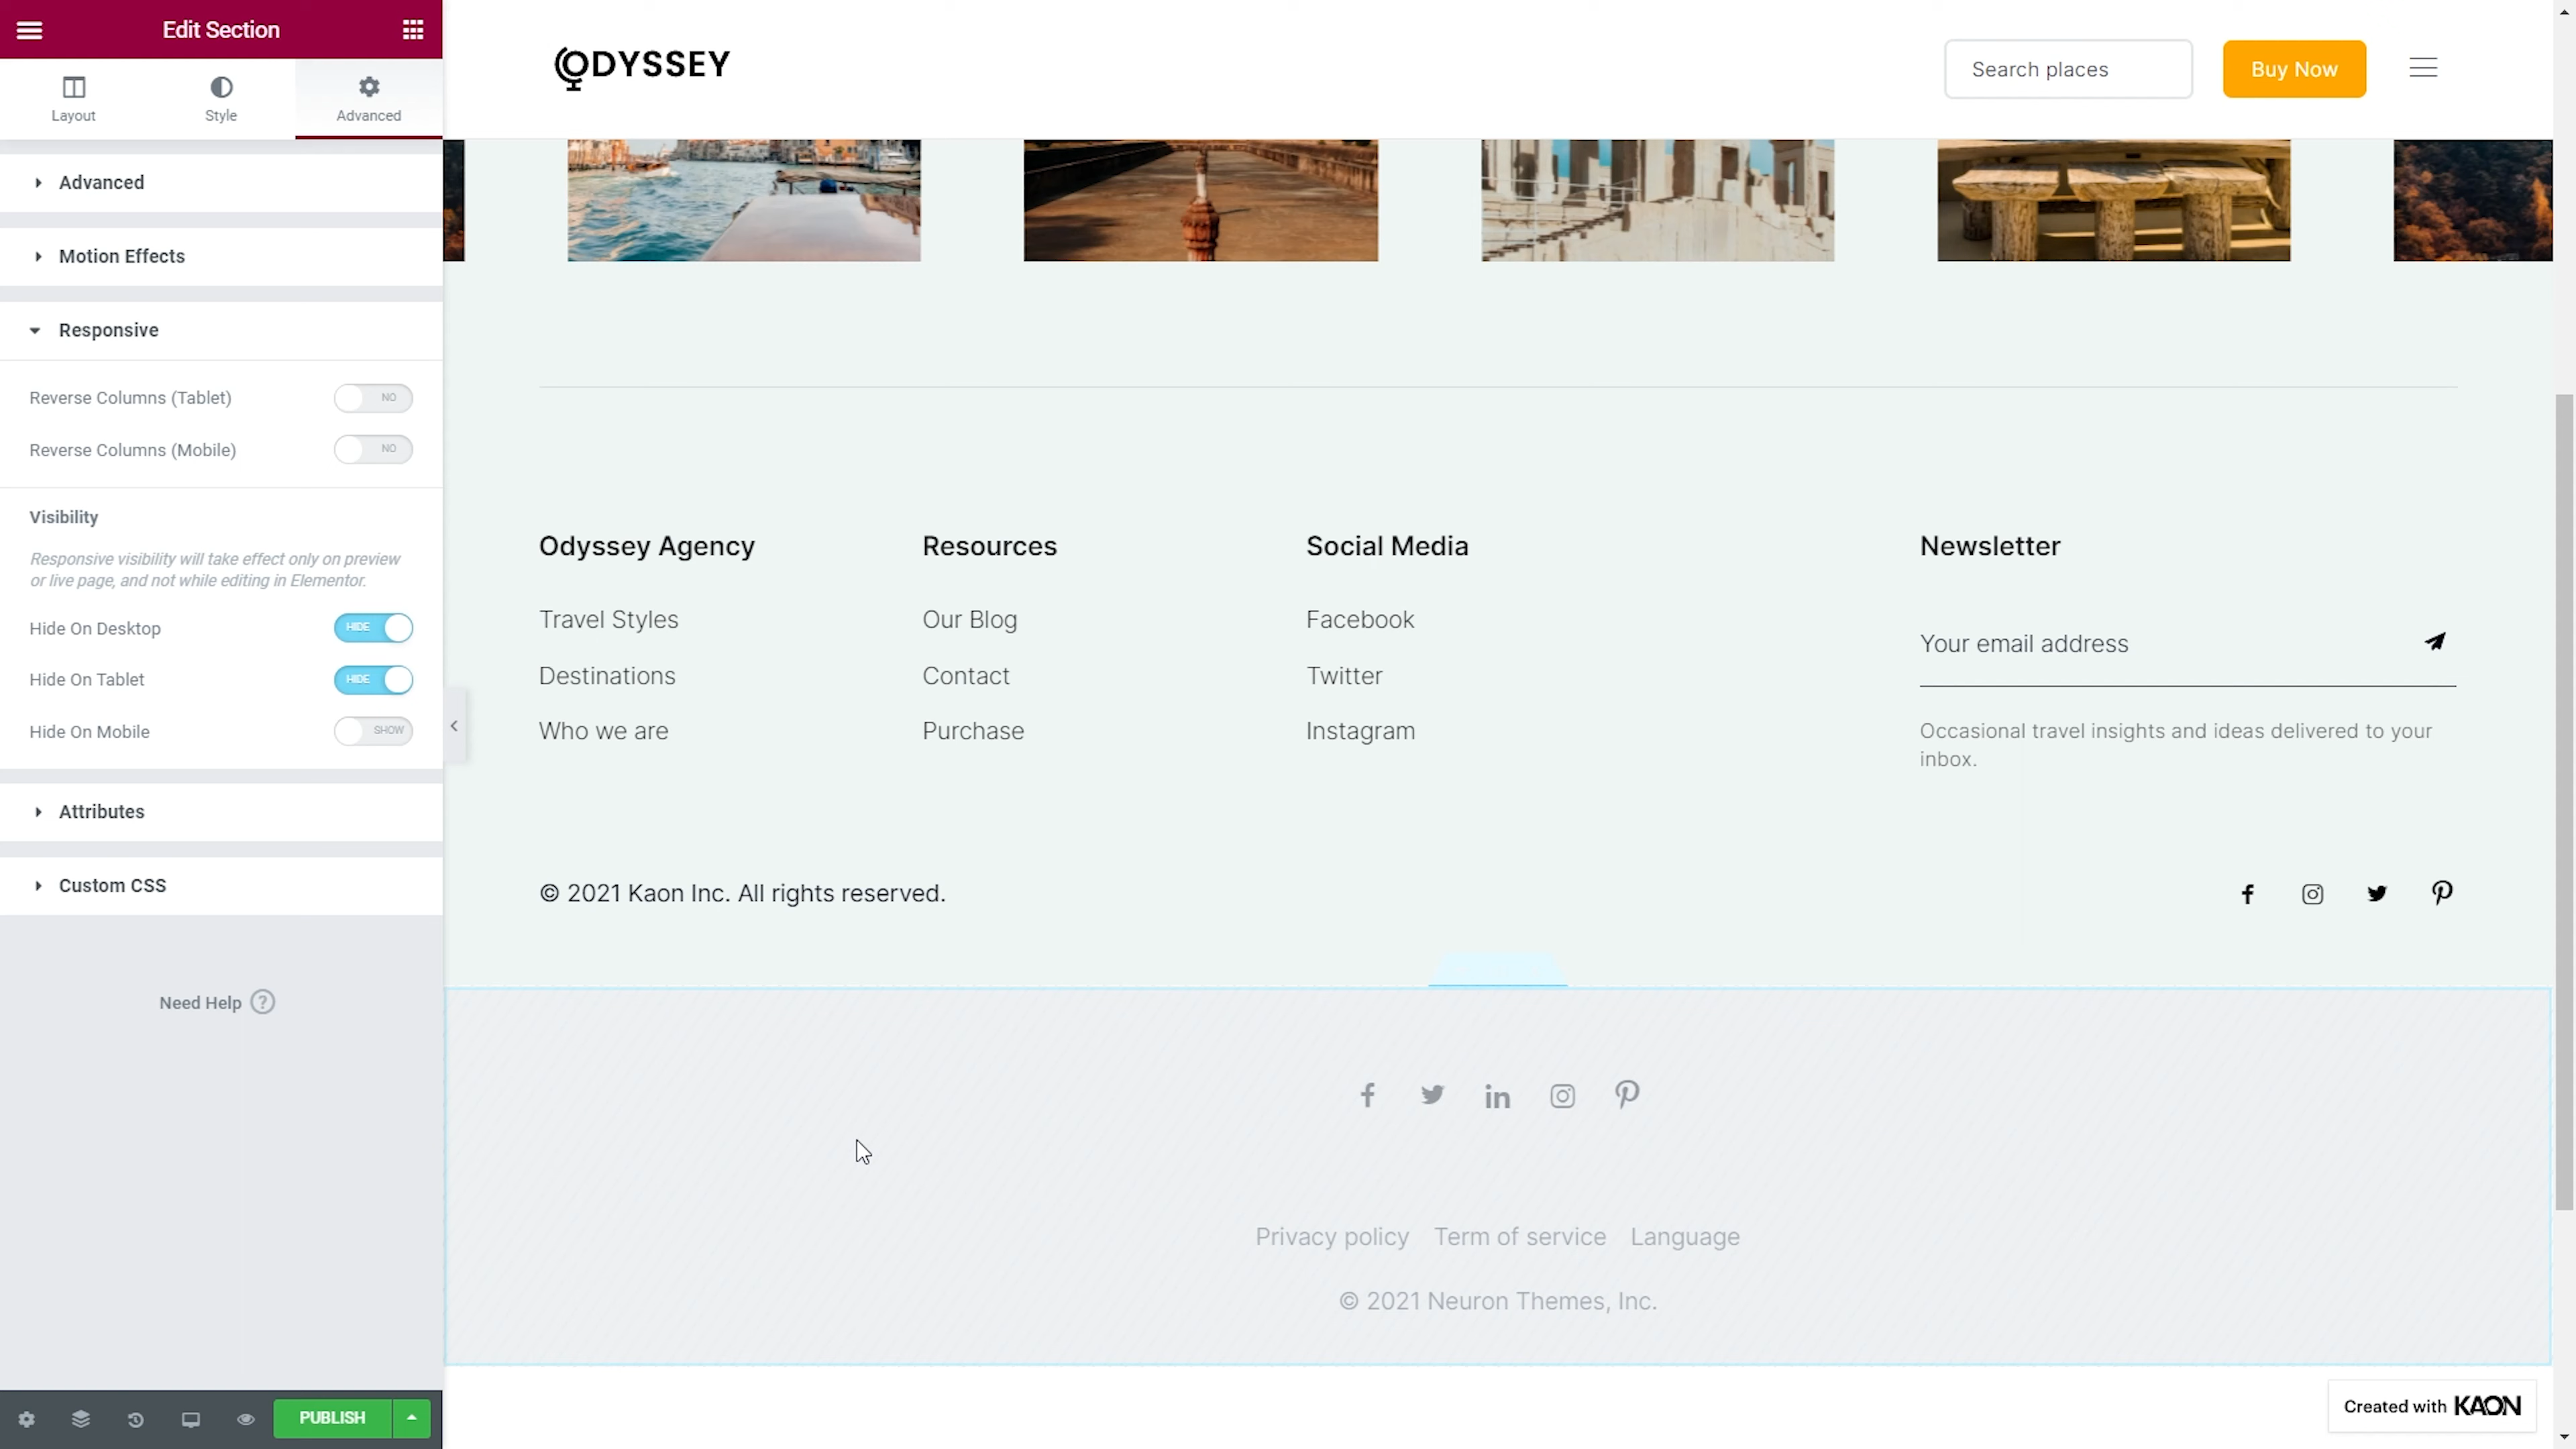 Edit Section
Layout
Style
Advanced
Advanced
Motion Effects
Responsive
Reverse Columns (Tablet)
NO
Reverse Columns (Mobile)
NO
Visibility
Responsive visibility will take effect only on preview
or live page, and not while editing in Elementor.
Hide On Desktop
HIDE
Hide On Tablet
HIDE
Hide On Mobile
SHOW
Attributes
Custom CSS
Need Help ?
PUBLISH
ODYSSEY
Search places
Buy Now
Odyssey Agency
Travel Styles
Destinations
Who we are
Resources
Our Blog
Contact
Purchase
Social Media
Facebook
Twitter
Instagram
Newsletter
Your email address
Occasional travel insights and ideas delivered to your
inbox.
© 2021 Kaon Inc. All rights reserved.
Privacy policy Term of service Language
© 2021 Neuron Themes, Inc.
Created with KAON